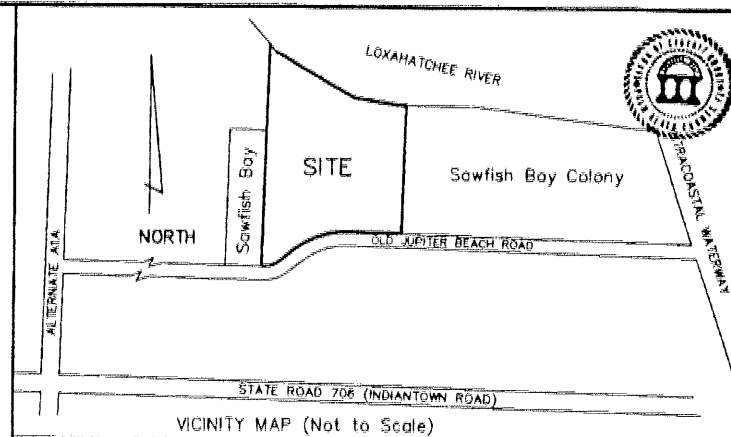 LOXAHATCHEE RIVER
SITE
Sawfish Bay
Sawfish Bay Colony
NORTH
OLD JUPITER BEACH ROAD
TRACOASTAL WATERWAY
ALTERNATE A1A
STATE ROAD 706 (INDIANTOWN ROAD)
VICINITY MAP (Not to Scale)